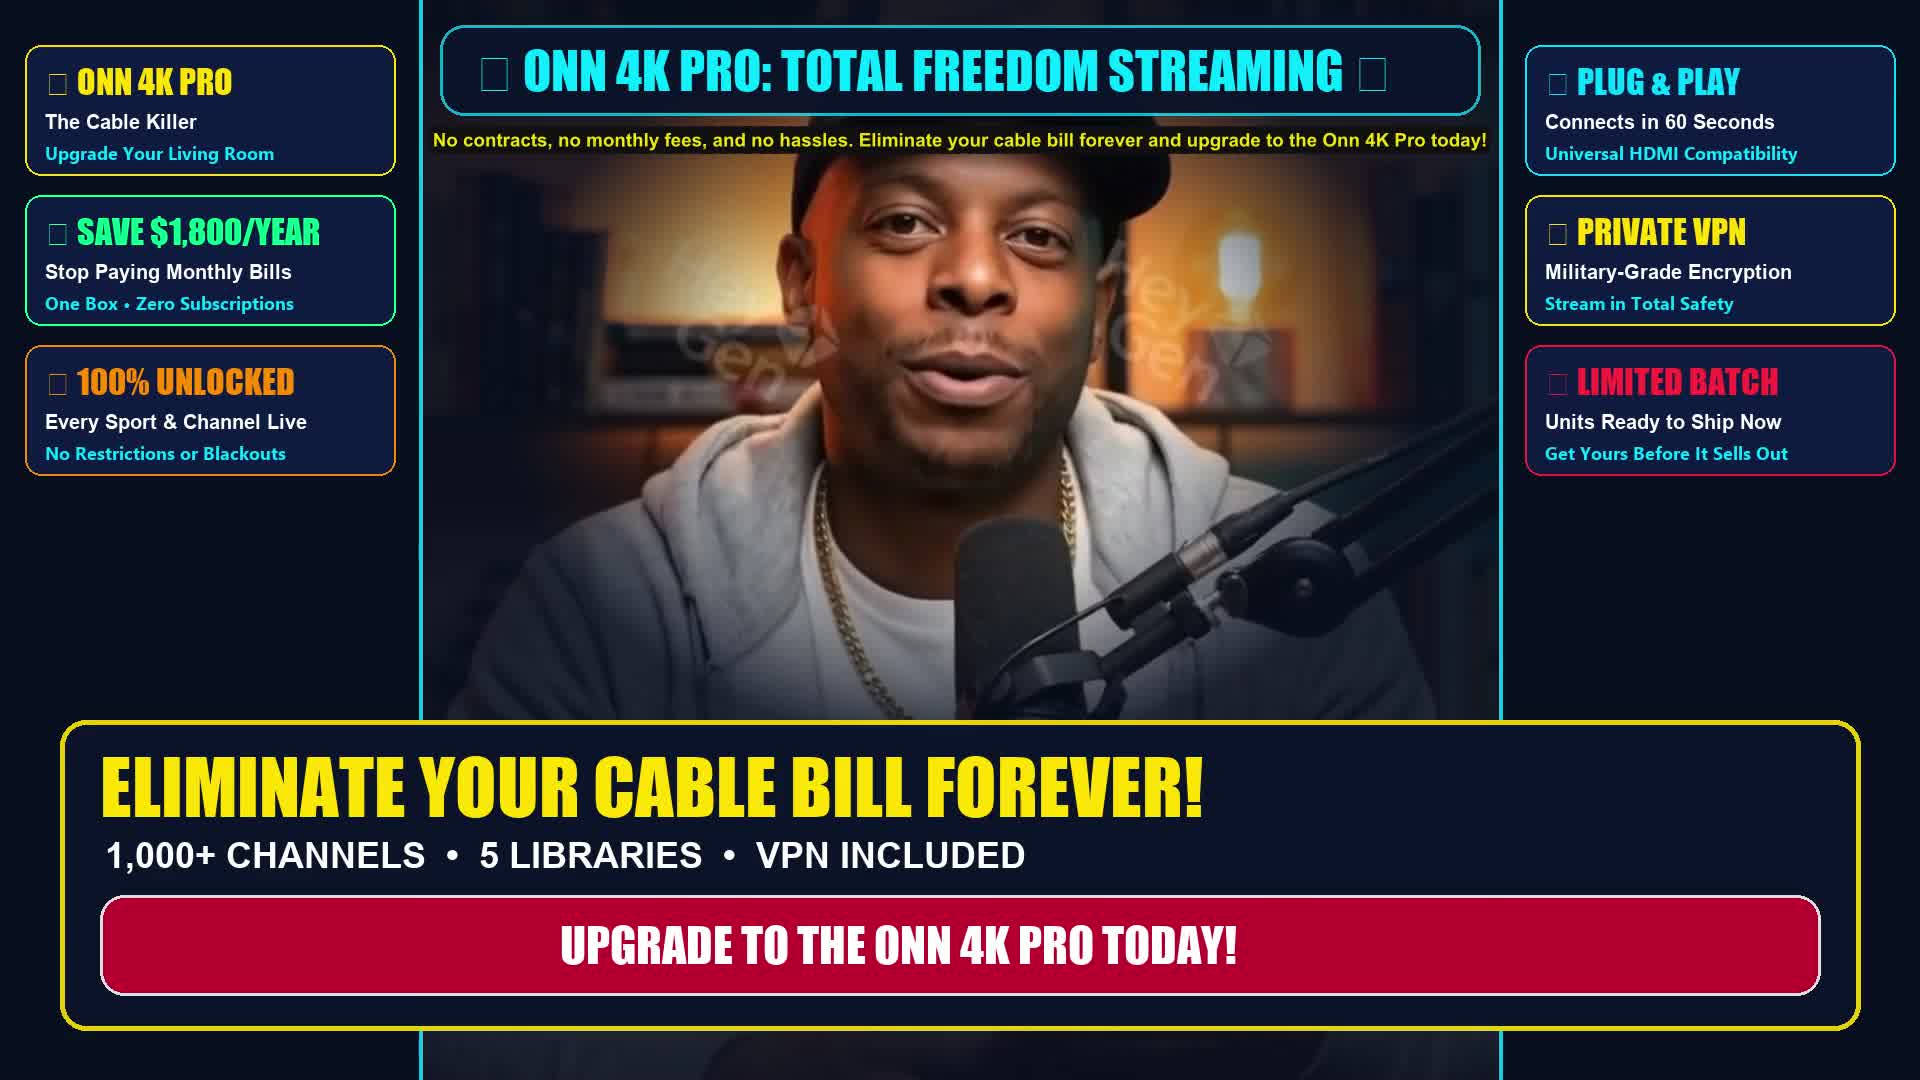 ONN 4K PRO
The Cable Killer
Upgrade Your Living Room
SAVE $1,800/YEAR
Stop Paying Monthly Bills
One Box • Zero Subscriptions
100% UNLOCKED
Every Sport & Channel Live
No Restrictions or Blackouts
ONN 4K PRO: TOTAL FREEDOM STREAMING
No contracts, no monthly fees, and no hassles. Eliminate your cable bill forever and upgrade to the Onn 4K Pro today!
HeyGen
HeyGen
PLUG & PLAY
Connects in 60 Seconds
Universal HDMI Compatibility
PRIVATE VPN
Military-Grade Encryption
Stream in Total Safety
LIMITED BATCH
Units Ready to Ship Now
Get Yours Before It Sells Out
ELIMINATE YOUR CABLE BILL FOREVER!
1,000+ CHANNELS • 5 LIBRARIES • VPN INCLUDED
UPGRADE TO THE ONN 4K PRO TODAY!